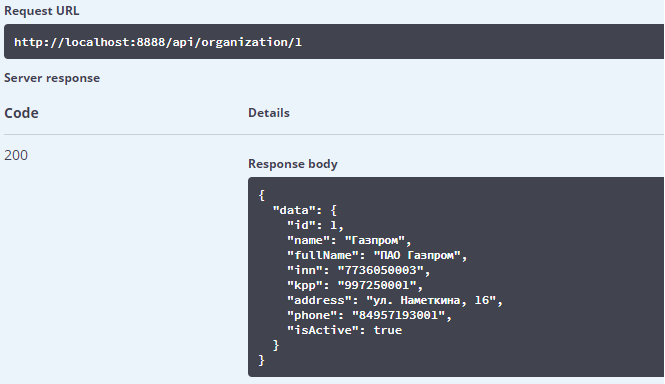 Request URL
http://localhost:8888/api/organization/1
Server response
Code Details
200
Response body
{
"data": {
"id": 1,
"name": "Газпром",
"fullName": "ПАО Газпром",
"inn": "7736050003",
"kpp": "997250001",
"address": "ул. Наметкина, 16",
"phone": "84957193001",
"isActive": true
}
}